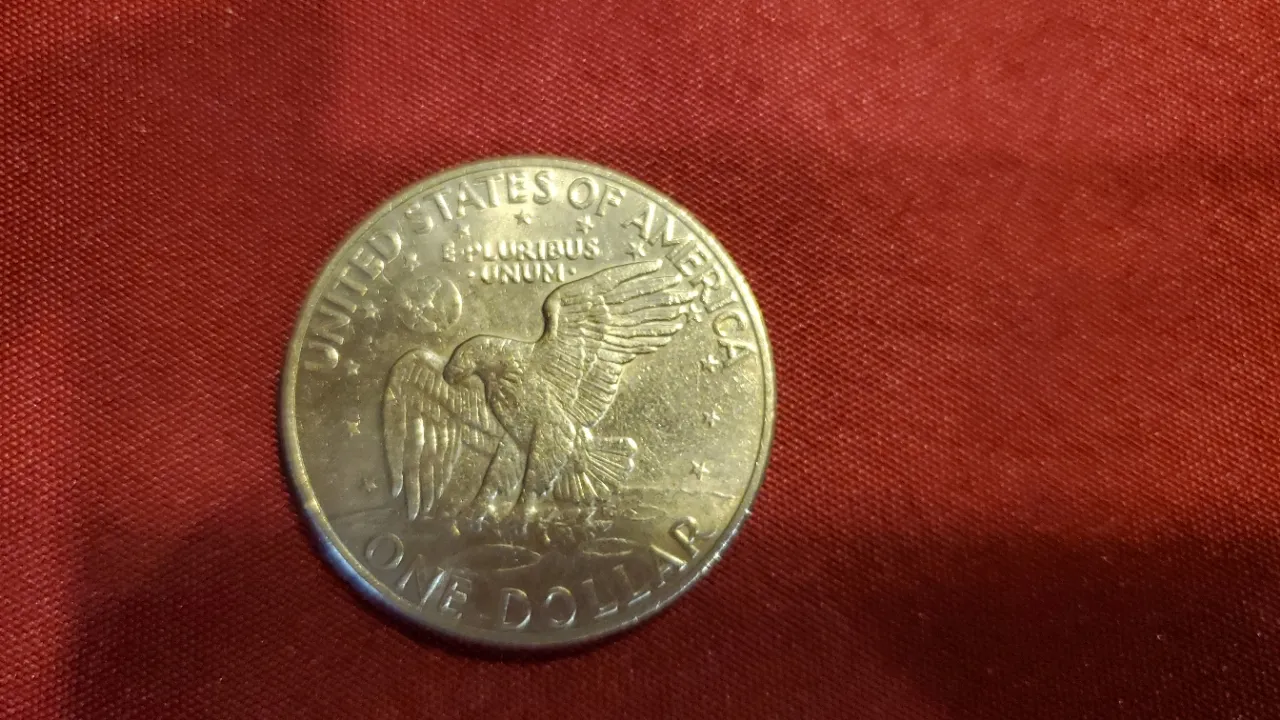 UNITED STATES OF AMERICA
E·PLURIBUS
·UNUM·
ONE DOLLAR